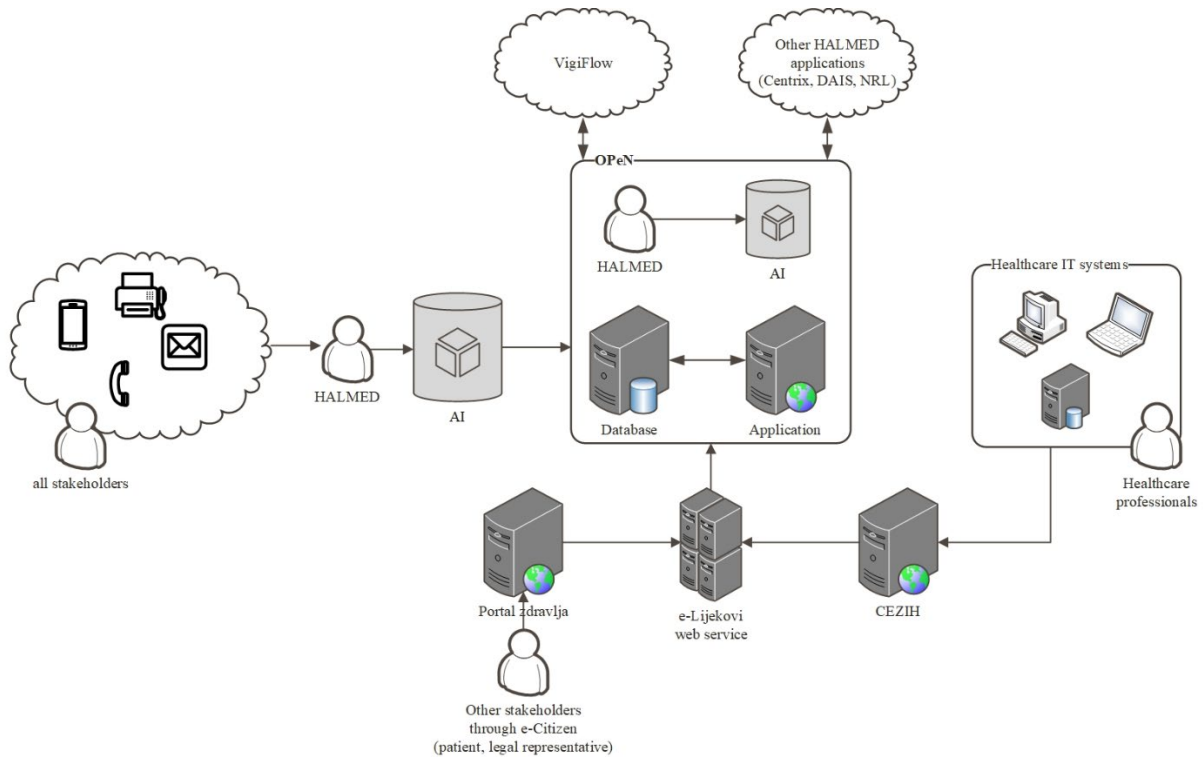 VigiFlow
Other HALMED
applications
(Centrix, DAIS, NRL)
OPeN
HALMED
AI
Healthcare IT systems
HALMED
AI
Database
Application
all stakeholders
Healthcare
professionals
Portal zdravlja
e-Lijekovi
web service
CEZIH
Other stakeholders
through e-Citizen
(patient, legal representative)